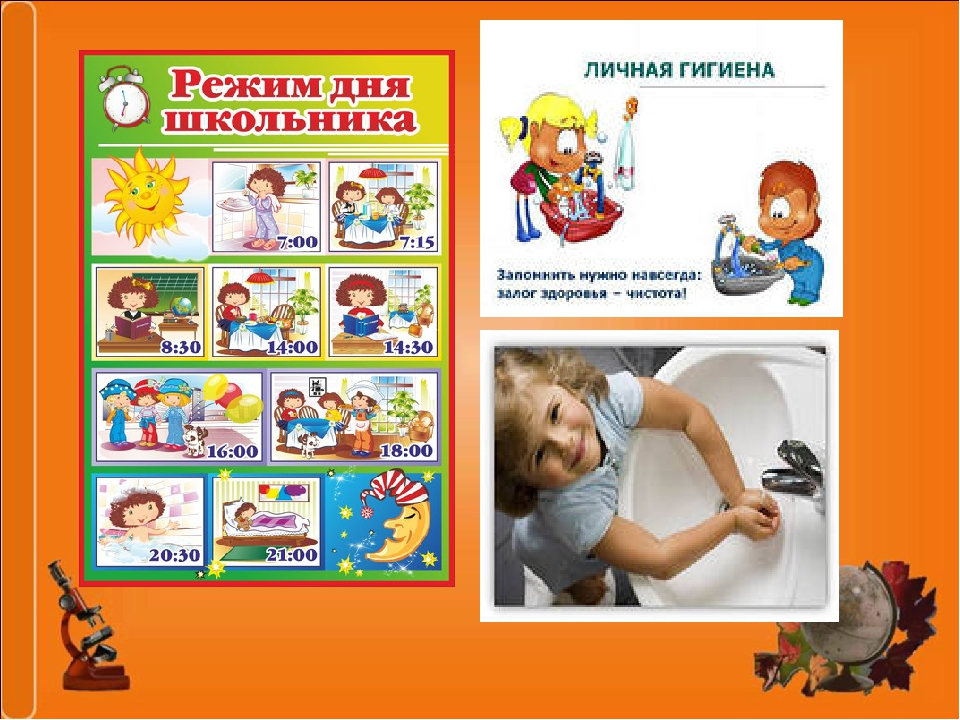 Режим дня
школьника
7:00
7:15
8:30
14:00
14:30
16:00
18:00
20:30
21:00
ЛИЧНАЯ ГИГИЕНА
Запомнить нужно навсегда:
залог здоровья – чистота!